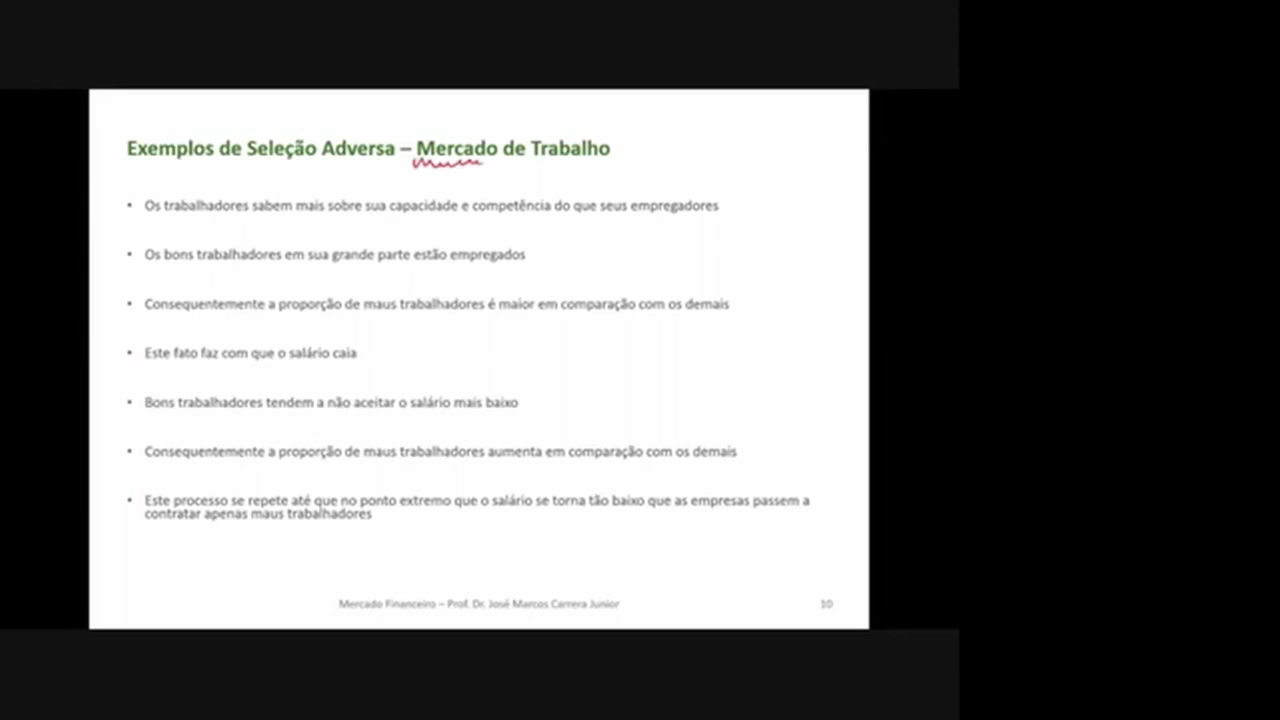 Exemplos de Seleção Adversa – Mercado de Trabalho
• Os trabalhadores sabem mais sobre sua capacidade e competência do que seus empregadores
• Os bons trabalhadores em sua grande parte estão empregados
• Consequentemente a proporção de maus trabalhadores é maior em comparação com os demais
• Este fato faz com que o salário caia
• Bons trabalhadores tendem a não aceitar o salário mais baixo
• Consequentemente a proporção de maus trabalhadores aumenta em comparação com os demais
• Este processo se repete até que no ponto extremo que o salário se torna tão baixo que as empresas passem a
contratar apenas maus trabalhadores
Mercado Financeiro – Prof. Dr. José Marcos Carrera Junior 10